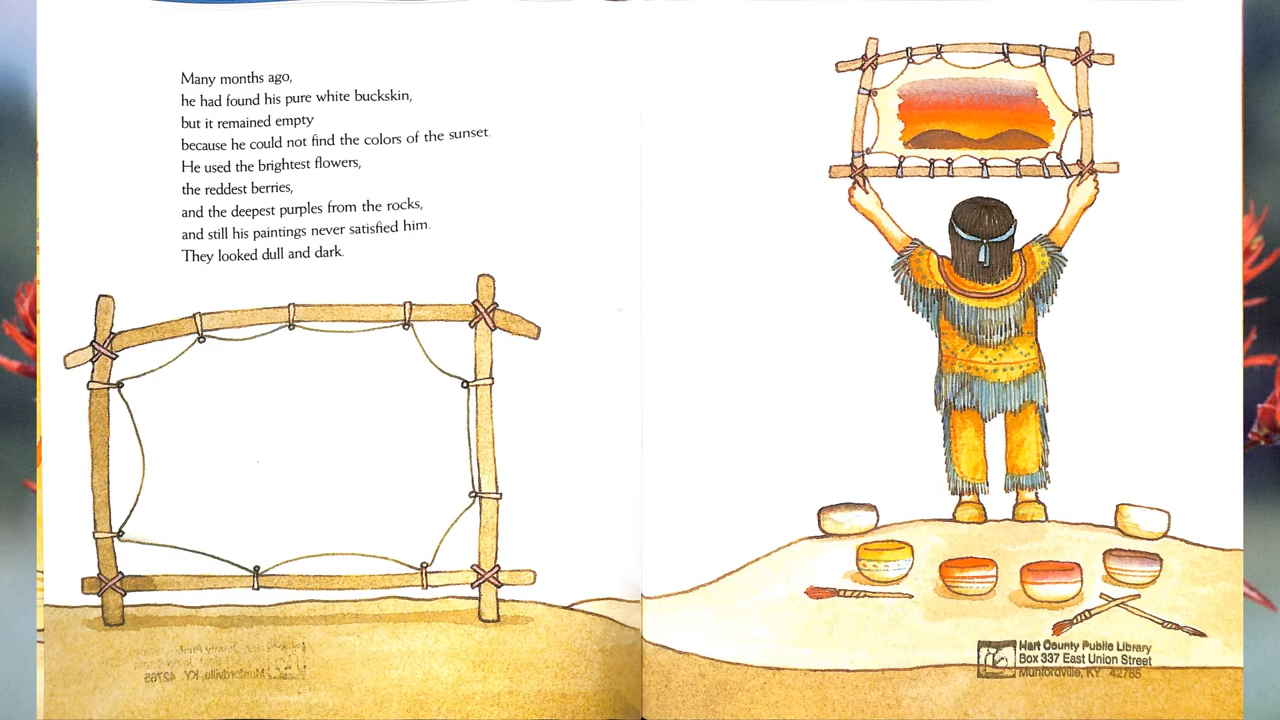 Many months ago,
he had found his pure white buckskin,
but it remained empty
because he could not find the colors of the sunset.
He used the brightest flowers,
the reddest berries,
and the deepest purples from the rocks,
and still his paintings never satisfied him.
They looked dull and dark.
Hart County Public Library
Box 337 East Union Street
Munfordville, KY 42765